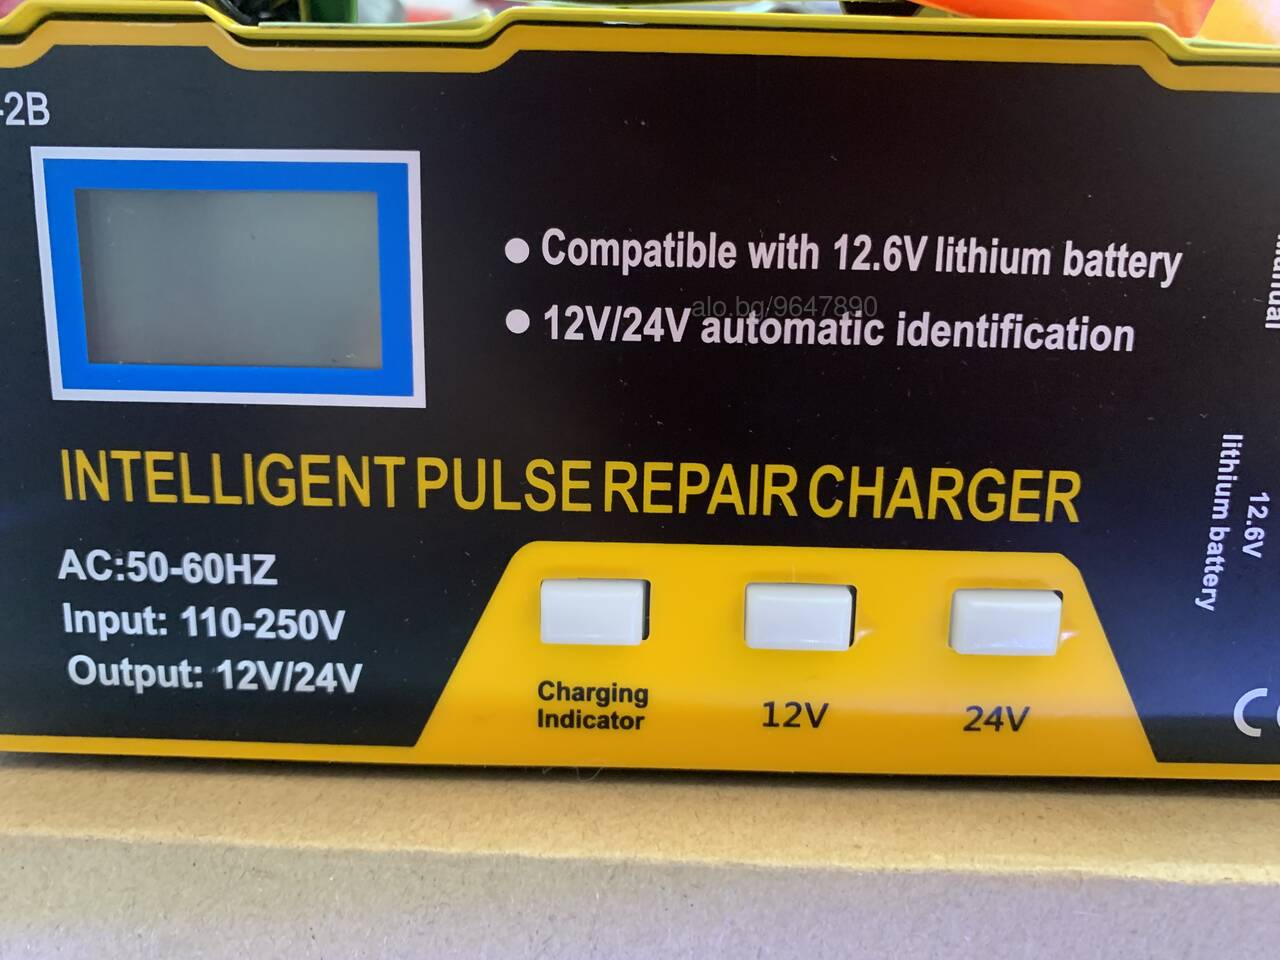 -2B
● Compatible with 12.6V lithium battery
● 12V/24V automatic identification
alo.bg/9647890
INTELLIGENT PULSE REPAIR CHARGER
AC:50-60HZ
Input: 110-250V
Output: 12V/24V
Charging
Indicator
12V
24V
12.6V
lithium battery